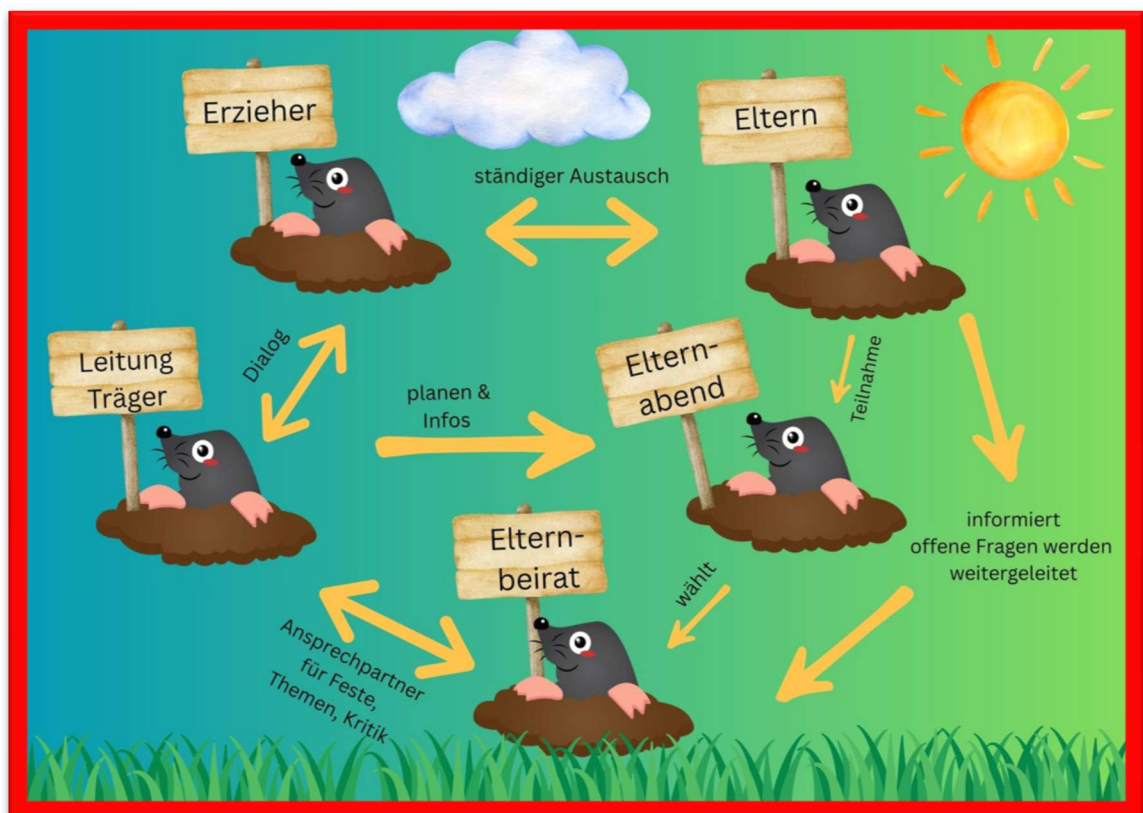 Erzieher
Eltern
ständiger Austausch
Dialog
Leitung
Träger
planen &
Infos
Eltern-
abend
Teilnahme
informiert
offene Fragen werden
weitergeleitet
Eltern-
beirat
wählt
Ansprechpartner
für Feste,
Themen, Kritik